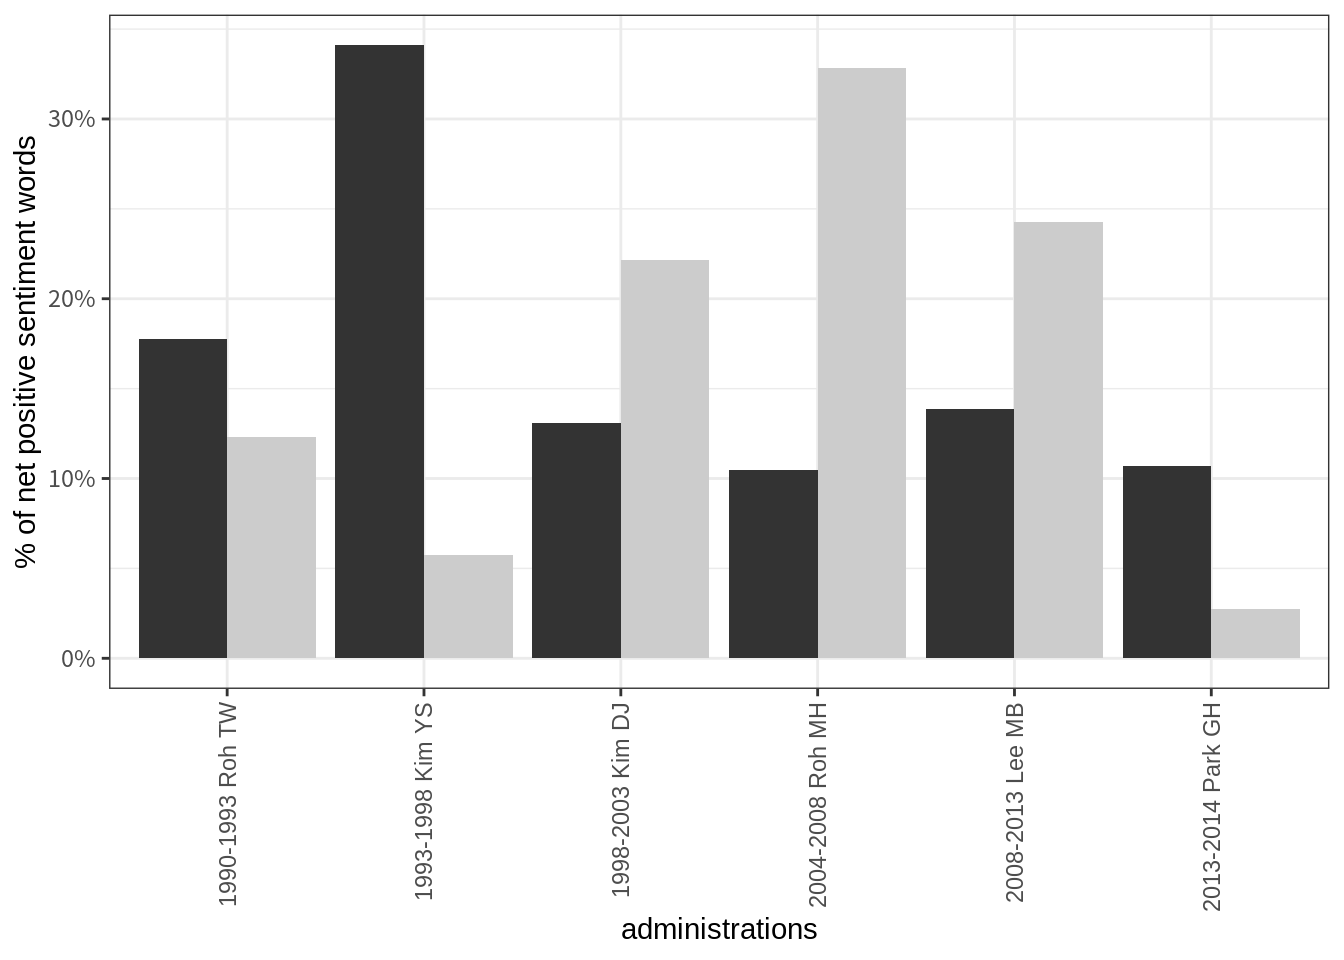 % of net positive sentiment words
30%
20%
10%
0%
1990-1993 Roh TW
1993-1998 Kim YS
1998-2003 Kim DJ
2004-2008 Roh MH
2008-2013 Lee MB
2013-2014 Park GH
administrations